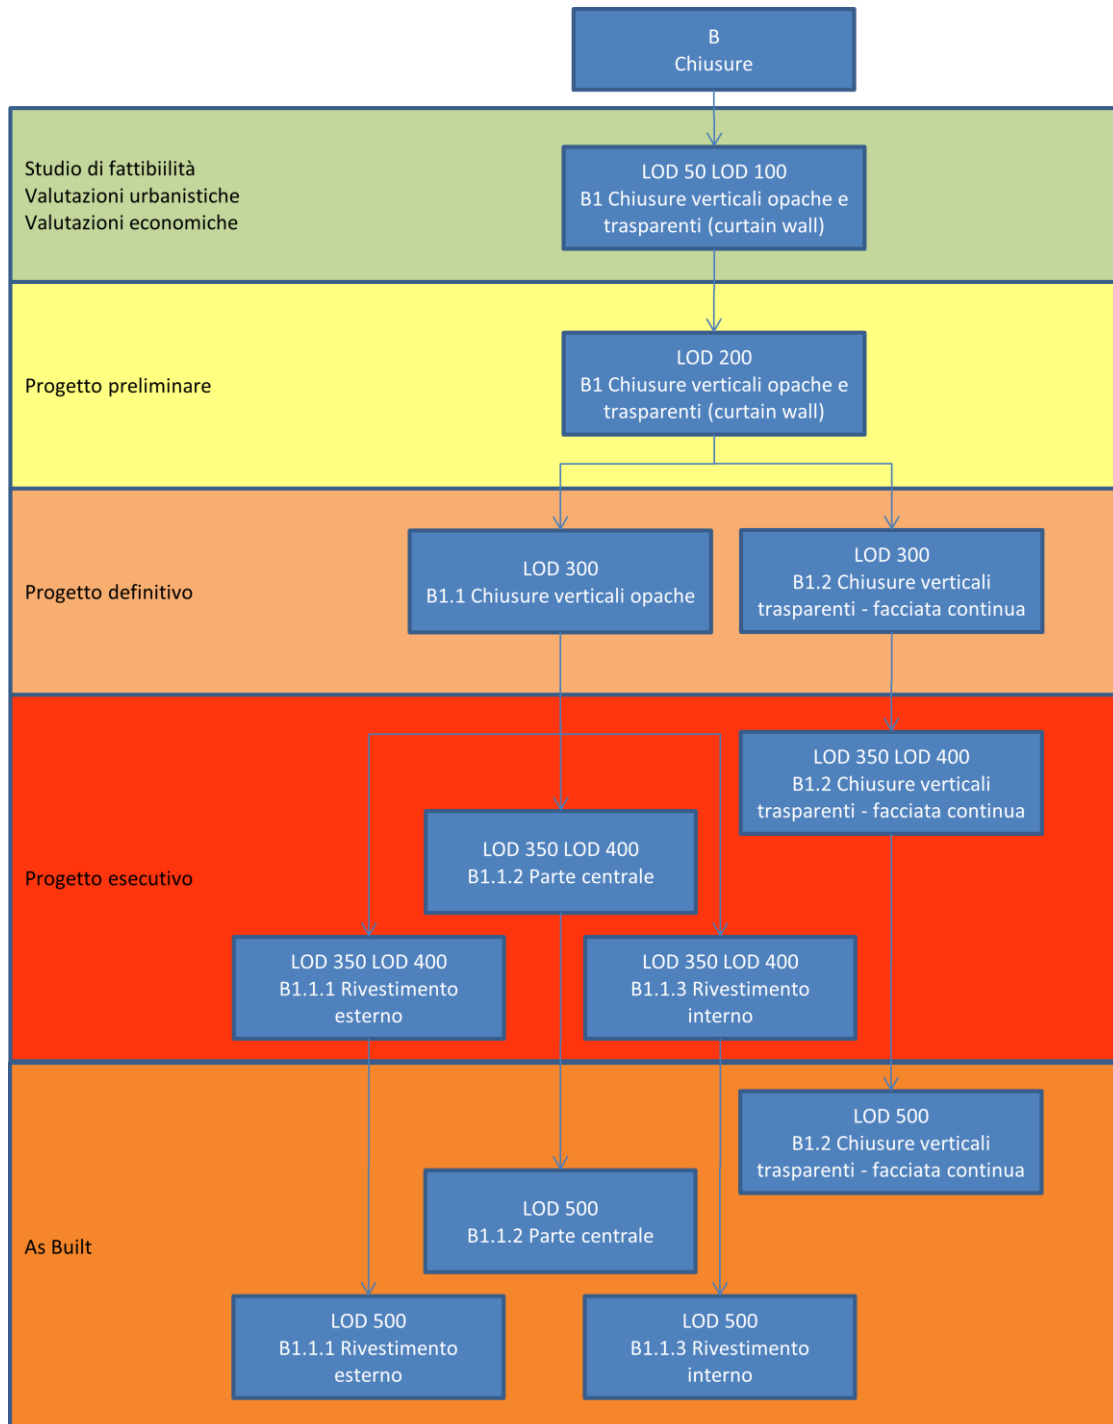 B
Chiusure
Studio di fattibiilità
Valutazioni urbanistiche
Valutazioni economiche
LOD 50 LOD 100
B1 Chiusure verticali opache e
trasparenti (curtain wall)
Progetto preliminare
LOD 200
B1 Chiusure verticali opache e
trasparenti (curtain wall)
Progetto definitivo
LOD 300
B1.1 Chiusure verticali opache
LOD 300
B1.2 Chiusure verticali
trasparenti - facciata continua
Progetto esecutivo
LOD 350 LOD 400
B1.2 Chiusure verticali
trasparenti - facciata continua
LOD 350 LOD 400
B1.1.2 Parte centrale
LOD 350 LOD 400
B1.1.1 Rivestimento
esterno
LOD 350 LOD 400
B1.1.3 Rivestimento
interno
As Built
LOD 500
B1.2 Chiusure verticali
trasparenti - facciata continua
LOD 500
B1.1.2 Parte centrale
LOD 500
B1.1.1 Rivestimento
esterno
LOD 500
B1.1.3 Rivestimento
interno